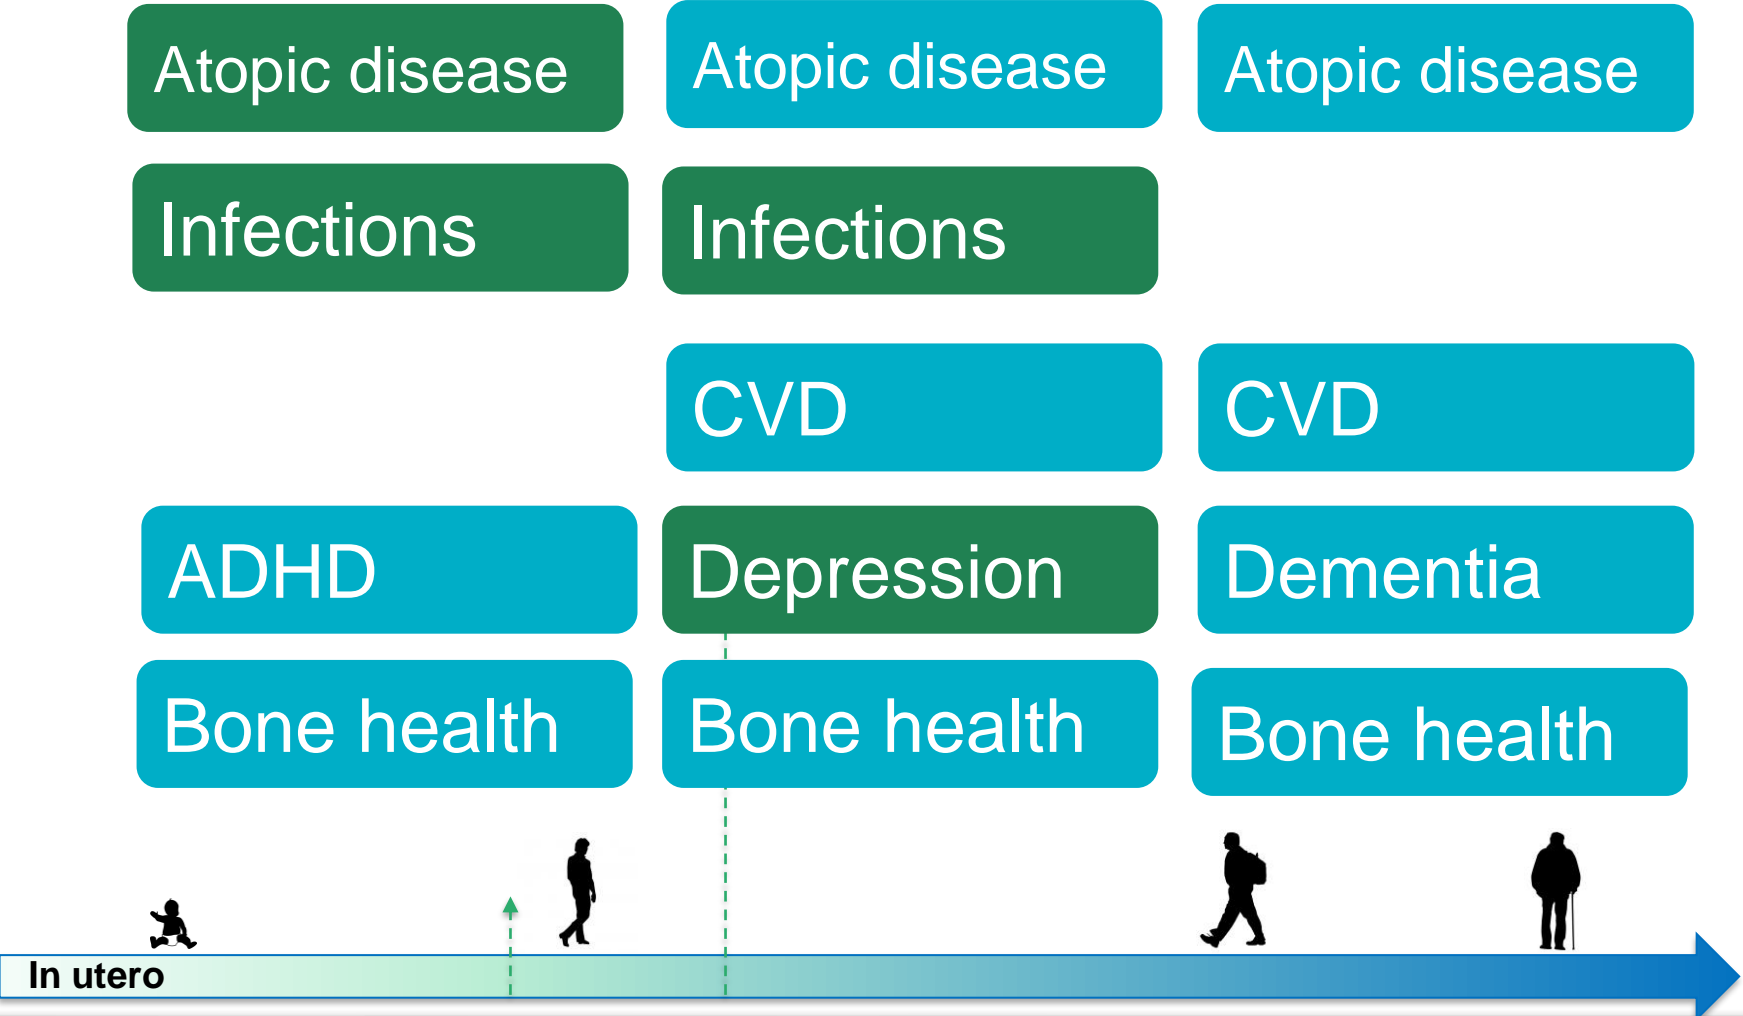 Atopic disease
Atopic disease
Atopic disease
Infections
Infections
CVD
CVD
ADHD
Depression
Dementia
Bone health
Bone health
Bone health
In utero